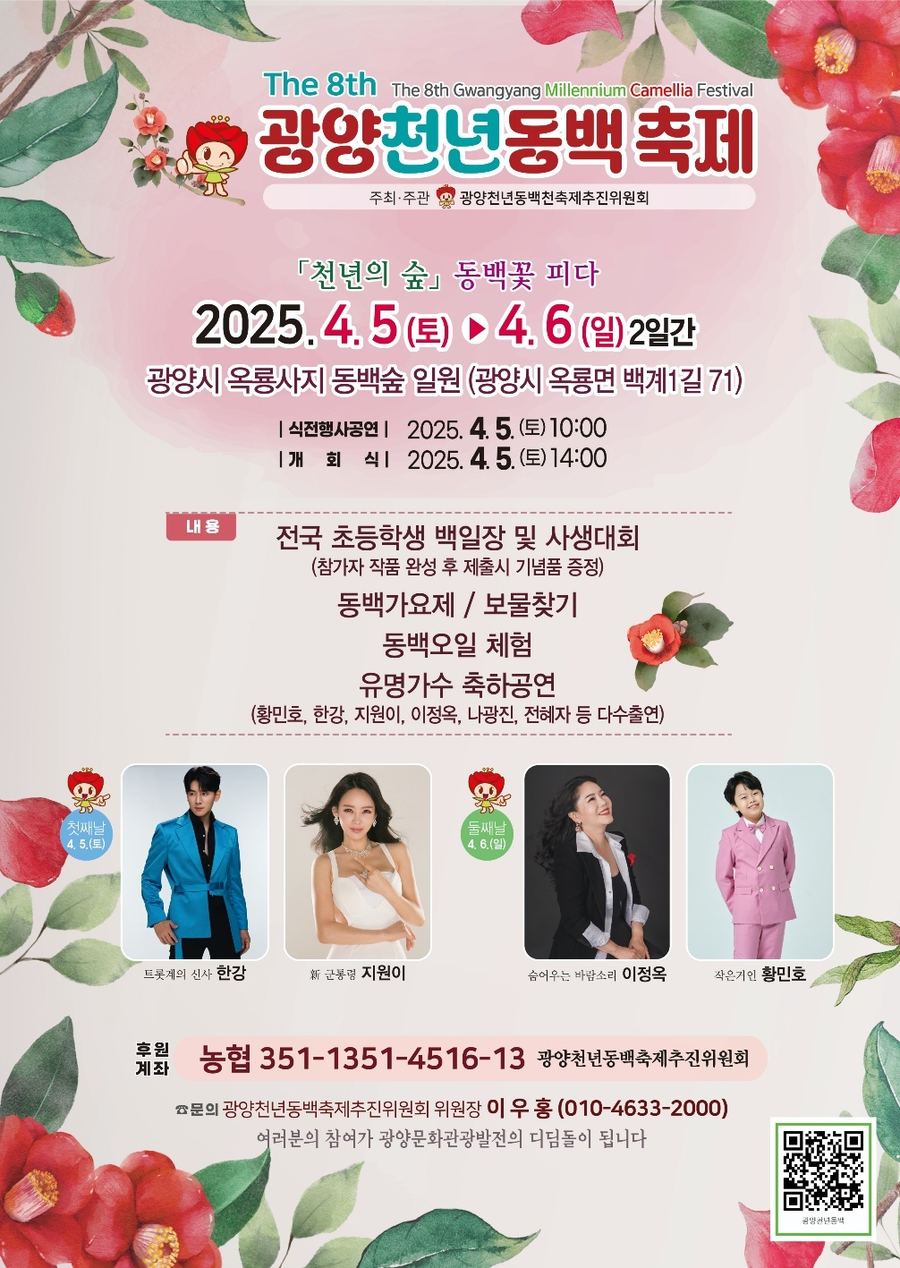 The 8th The 8th Gwangyang Millennium Camellia Festival
광양천년동백 축제
주최·주관 광양천년동백천축제추진위원회
「천년의 숲」 동백꽃 피다
2025. 4. 5 (토) ▶ 4. 6 (일) 2일간
광양시 옥룡사지 동백숲 일원 (광양시 옥룡면 백계1길 71)
| 식전행사공연 | 2025. 4. 5. (토) 10:00
| 개 회 식 | 2025. 4. 5. (토) 14:00
내 용
전국 초등학생 백일장 및 사생대회
(참가자 작품 완성 후 제출시 기념품 증정)
동백가요제 / 보물찾기
동백오일 체험
유명가수 축하공연
(황민호, 한강, 지원이, 이정옥, 나광진, 전혜자 등 다수출연)
첫째날
4. 5.(토)
둘째날
4. 6.(일)
트롯계의 신사 한강
新 군통령 지원이
숨어우는 바람소리 이정옥
작은거인 황민호
후원
계좌
농협 351-1351-4516-13 광양천년동백축제추진위원회
☎문의 광양천년동백축제추진위원회 위원장 이 우 홍 (010-4633-2000)
여러분의 참여가 광양문화관광발전의 디딤돌이 됩니다
광양천년동백